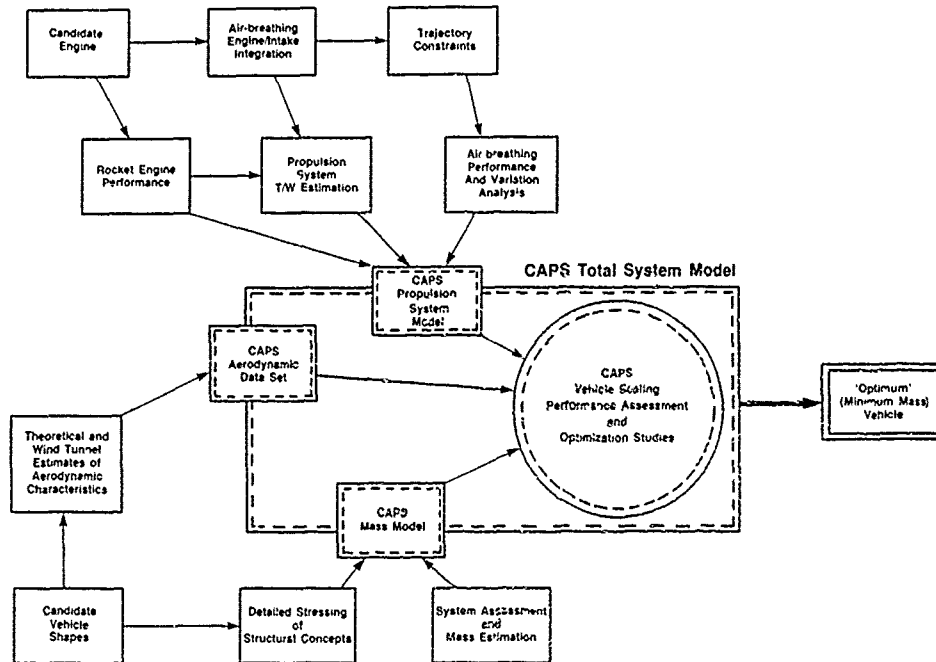 Candidate
Engine
Air-breathing
Engine/Intake
Integration
Trajectory
Constraints
Rocket Engine
Performance
Propulsion
System
T/W Estimation
Air breathing
Performance
And Variation
Analysis
CAPS Total System Model
CAPS
Propulsion
System
Model
CAPS
Aerodynamic
Data Set
CAPS
Vehicle Scaling
Performance Assessment
and
Optimization Studies
'Optimum'
(Minimum Mass)
Vehicle
Theoretical and
Wind Tunnel
Estimates of
Aerodynamic
Characteristics
CAPS
Mass Model
Candidate
Vehicle
Shapes
Detailed Stressing
of
Structural Concepts
System Assessment
and
Mass Estimation